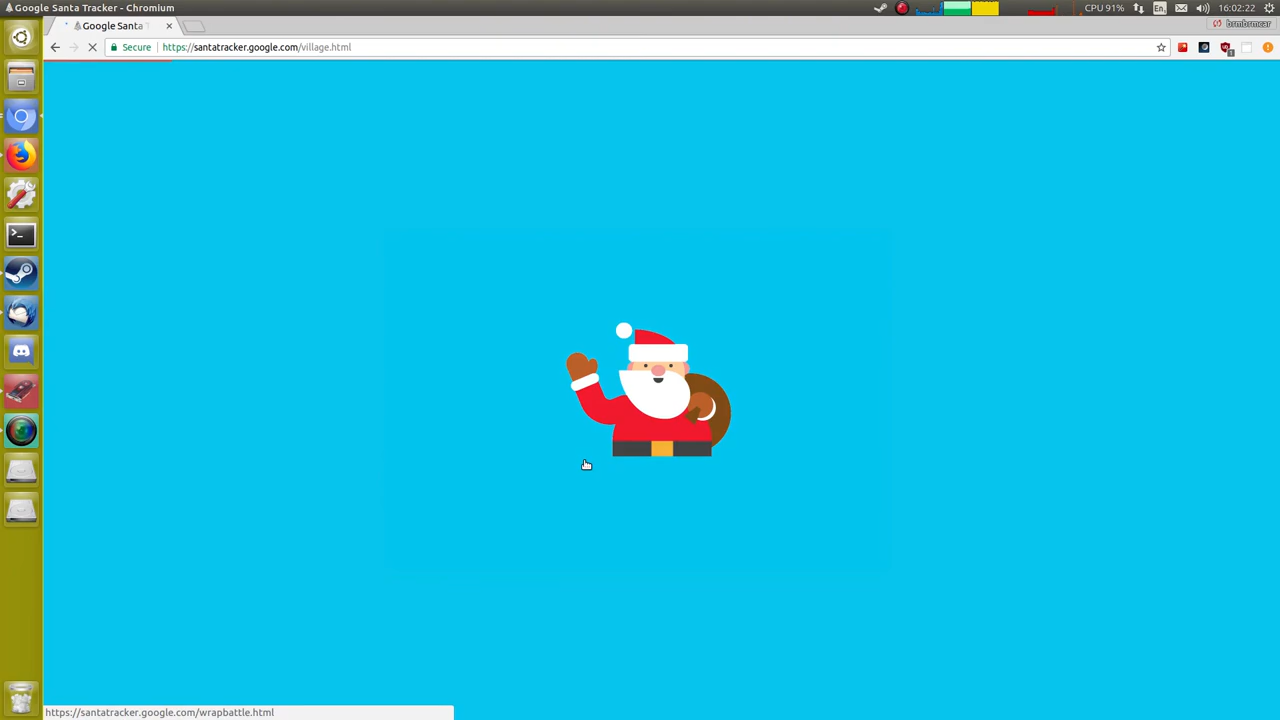 Google Santa Tracker - Chromium
CPU 91%
En
16:02:22
Google Santa T
brmbrmcar
Secure
https://santatracker.google.com/village.html
https://santatracker.google.com/wrapbattle.html